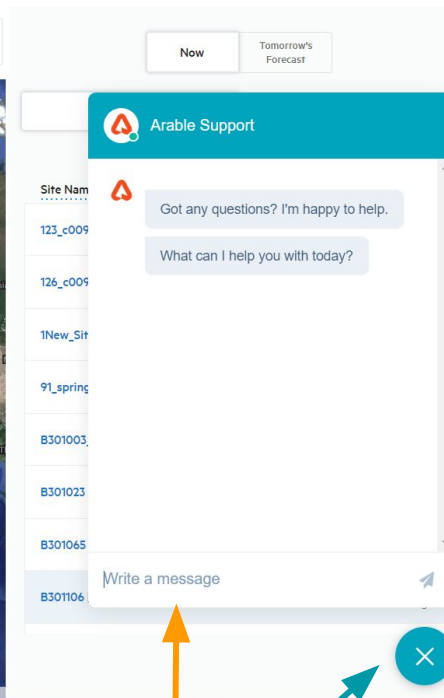 Now
Tomorrow's
Forecast
Arable Support
Site Nam
Got any questions? I'm happy to help.
123_c009
What can I help you with today?
126_c009
1New_Sit
91_spring
B301003_
B301023
B301065
Write a message
B301106